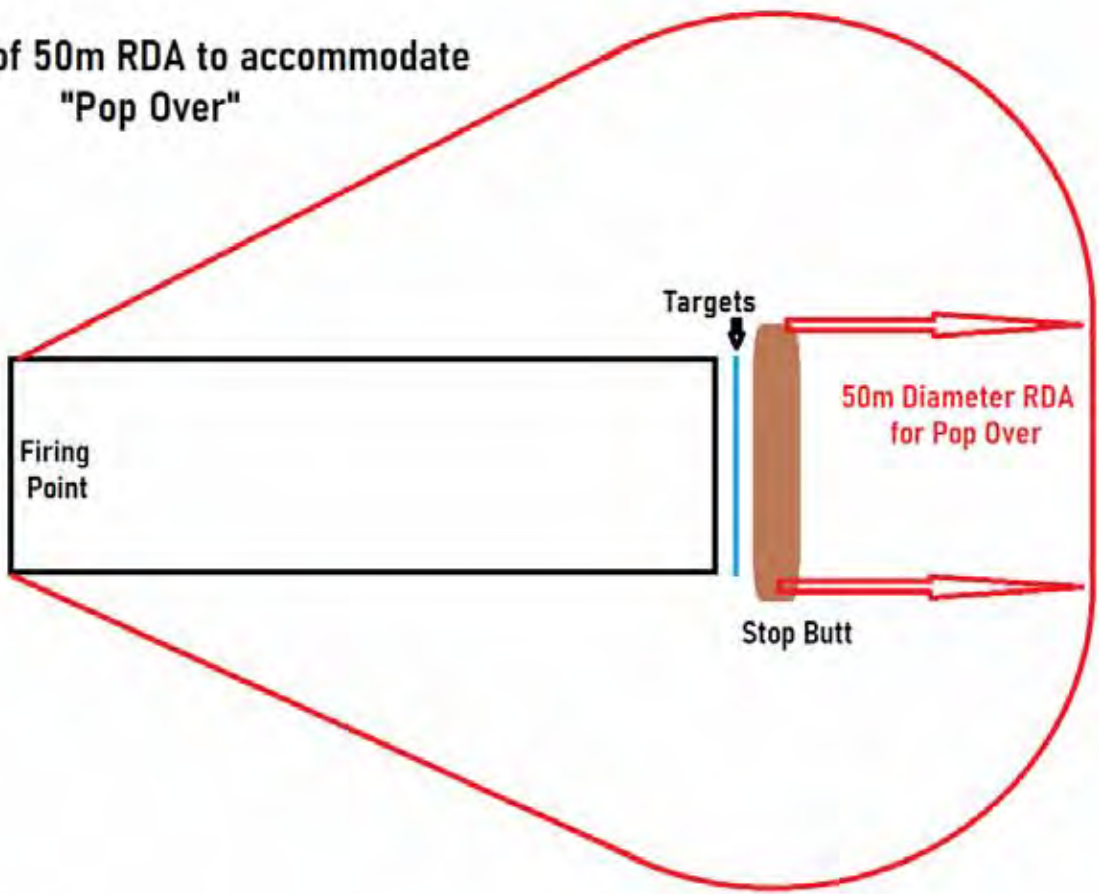 of 50m RDA to accommodate
"Pop Over"
Targets
50m Diameter RDA
for Pop Over
Firing
Point
Stop Butt